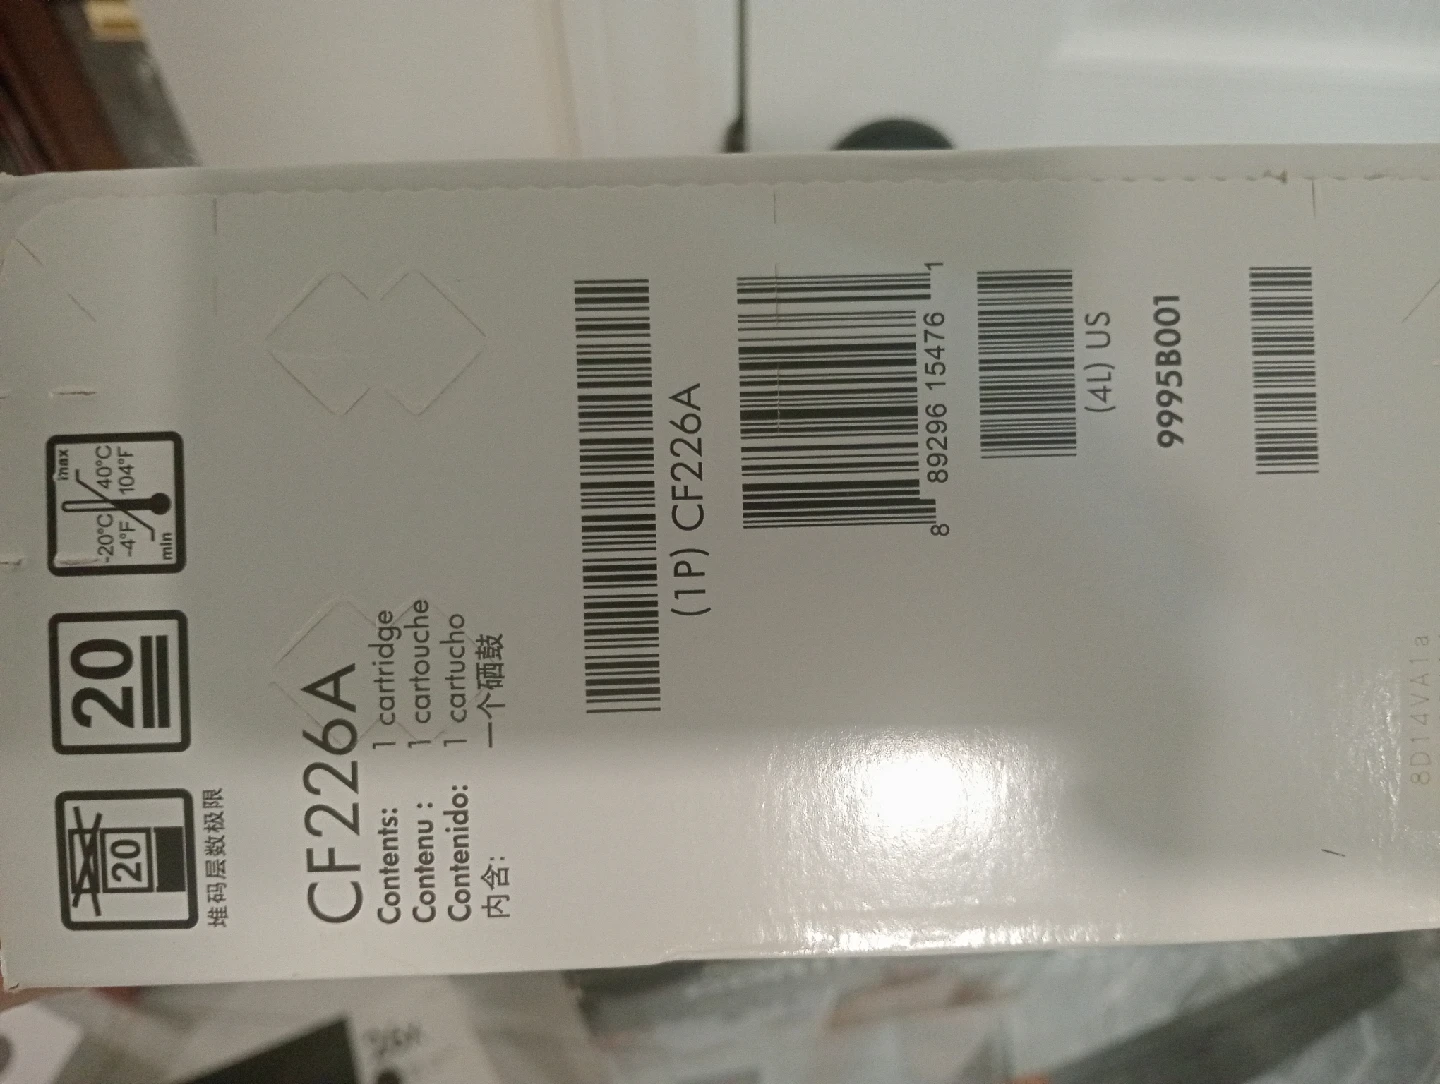 20
堆码层数极限
20
-20°C
-4°F
min
max
40°C
104°F
CF226A
Contents: 1 cartridge
Contenu : 1 cartouche
Contenido: 1 cartucho
内含: 一个硒鼓
(1P) CF226A
8 89296 15476 1
(4L) US
9995B001
8D14VA1a